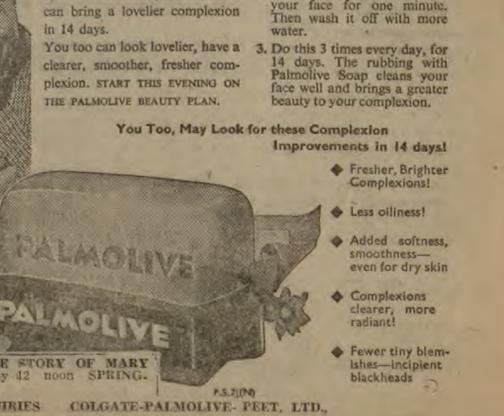 can bring a lovelier complexion
in 14 days.
You too can look lovelier, have a
clearer, smoother, fresher com-
plexion. START THIS EVENING ON
THE PALMOLIVE BEAUTY PLAN.
your face for one minute.
Then wash it off with more
water.
3. Do this 3 times every day, for
14 days. The rubbing with
Palmolive Soap cleans your
face well and brings a greater
beauty to your complexion.
You Too, May Look for these Complexion
Improvements in 14 days!
Fresher, Brighter
Complexions!
Less oiliness!
Added softness,
smoothness—
even for dry skin
Complexions
clearer, more
radiant!
Fewer tiny blem-
ishes—incipient
blackheads
PALMOLIVE
PALMOLIVE
E STORY OF MARY
y 12 noon SPRING.
COLGATE-PALMOLIVE- PEET, LTD.,